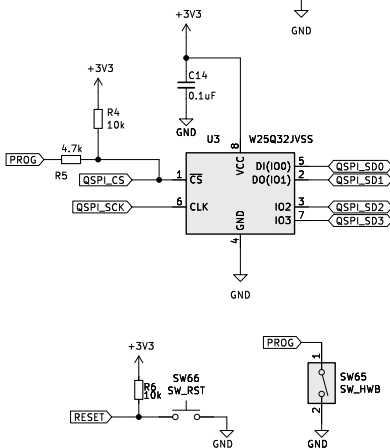 +3V3
GND
+3V3
C14
0.1uF
R4
10k
GND
U3
W25Q32JVSS
PROG
4.7k
R5
8
VCC
DI(IO0)
5
QSPI_SD0
DO(IO1)
2
QSPI_SD1
QSPI_CS
1
CS
QSPI_SCK
6
CLK
IO2
3
QSPI_SD2
IO3
7
QSPI_SD3
GND
4
GND
+3V3
PROG
1
R6
10k
SW66
SW_RST
SW65
SW_HWB
RESET
2
GND
GND